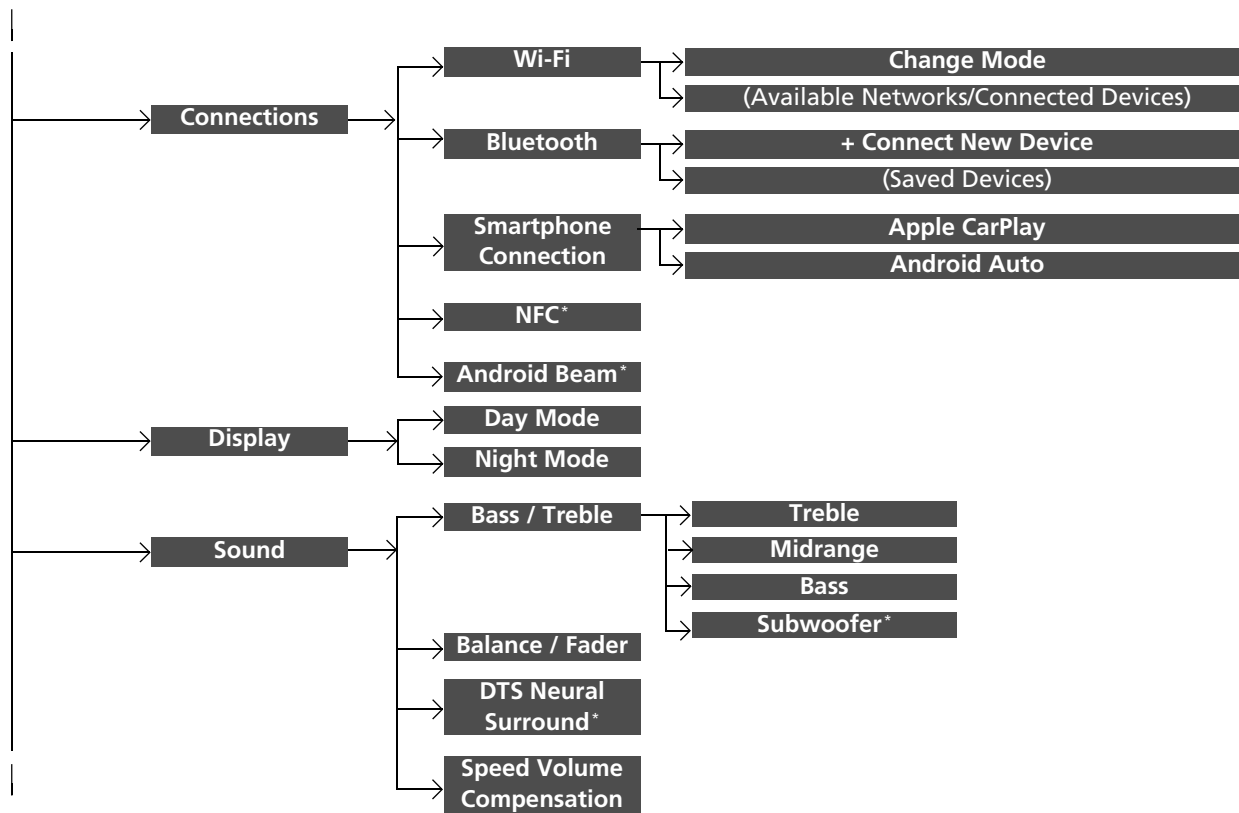 Connections
Wi-Fi
Change Mode
(Available Networks/Connected Devices)
Bluetooth
+ Connect New Device
(Saved Devices)
Smartphone
Connection
Apple CarPlay
Android Auto
NFC*
Android Beam*
Display
Day Mode
Night Mode
Sound
Bass / Treble
Treble
Midrange
Bass
Subwoofer*
Balance / Fader
DTS Neural
Surround*
Speed Volume
Compensation